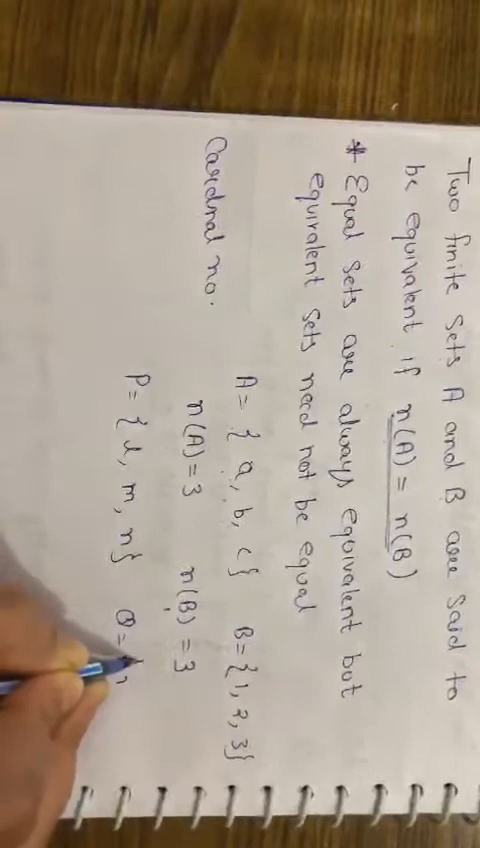 Two finite sets A and B are said to
be equivalent if n(A) = n(B)
* Equal sets are always equivalent but
equivalent sets need not be equal
Cardnal no.
A = { a, b, c} B = {1, 2, 3}
n(A) = 3 n(B) = 3
P = { l, m, n} Q =